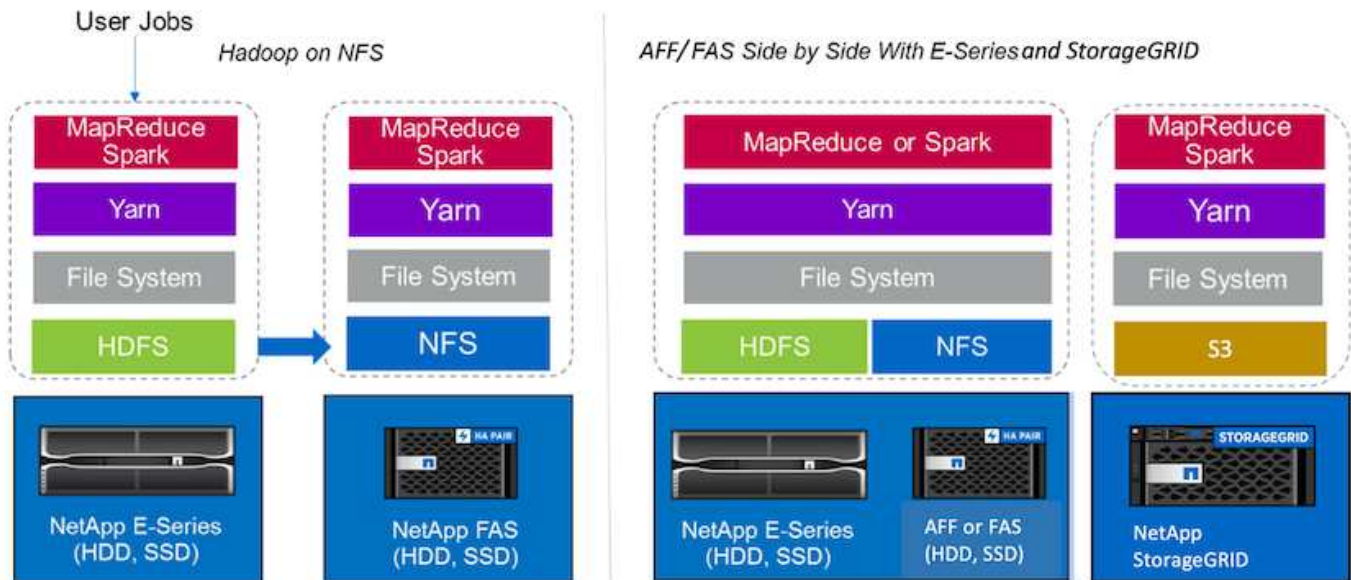 User Jobs
Hadoop on NFS
AFF/FAS Side by Side With E-Series and StorageGRID
MapReduce
Spark
Yarn
File System
HDFS
NetApp E-Series
(HDD, SSD)
MapReduce
Spark
Yarn
File System
NFS
HA PAIR
NetApp FAS
(HDD, SSD)
MapReduce or Spark
Yarn
File System
HDFS
NFS
NetApp E-Series
(HDD, SSD)
HA PAIR
AFF or FAS
(HDD, SSD)
MapReduce
Spark
Yarn
File System
S3
STORAGEGRID
NetApp
StorageGRID